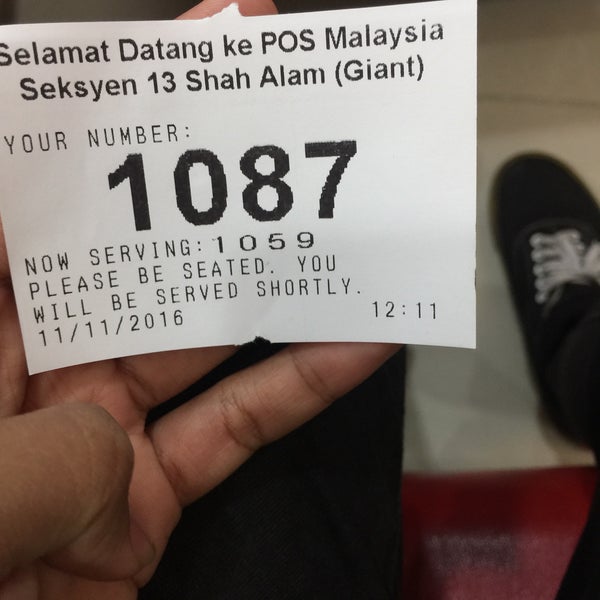 Selamat Datang ke POS Malaysia
Seksyen 13 Shah Alam (Giant)
YOUR NUMBER:
1087
NOW SERVING: 1059
PLEASE BE SEATED. YOU
WILL BE SERVED SHORTLY.
11/11/2016 12:11